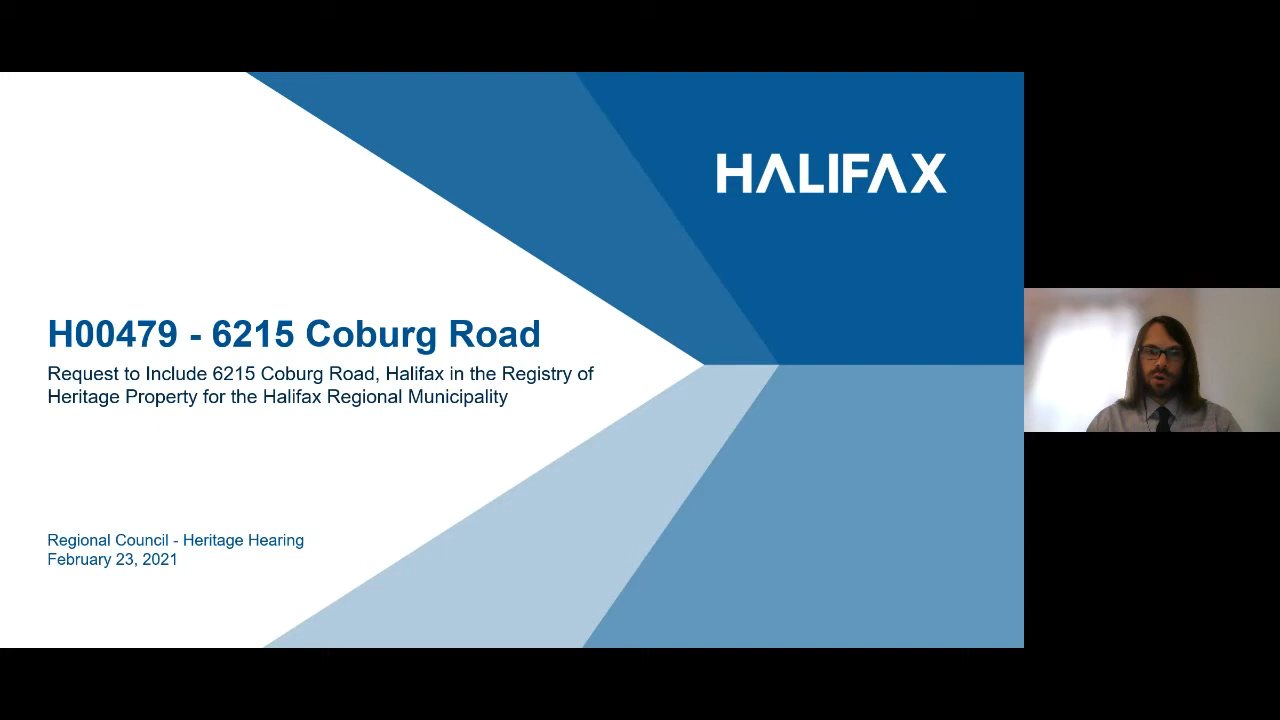 HALIFAX
H00479 - 6215 Coburg Road
Request to Include 6215 Coburg Road, Halifax in the Registry of
Heritage Property for the Halifax Regional Municipality
Regional Council - Heritage Hearing
February 23, 2021